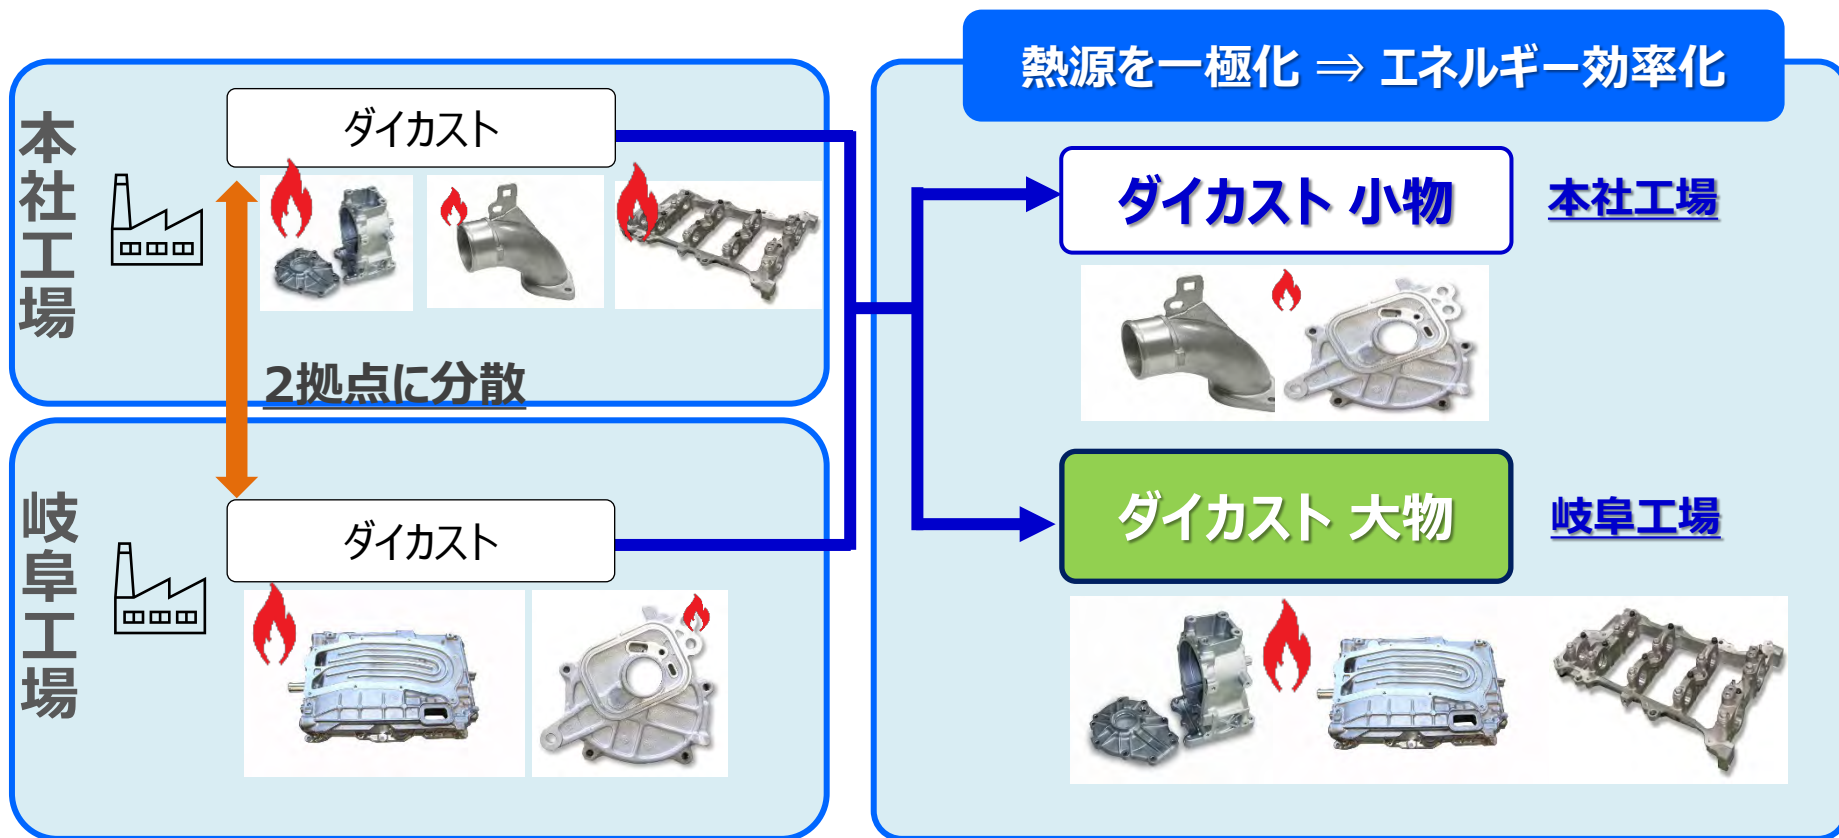 本社工場
ダイカスト
2拠点に分散
岐阜工場
ダイカスト
熱源を一極化 ⇒ エネルギー効率化
ダイカスト 小物
本社工場
ダイカスト 大物
岐阜工場